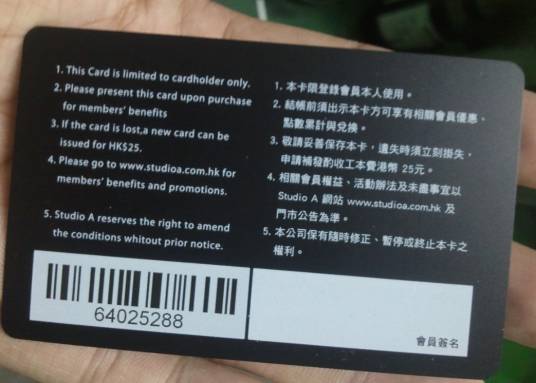 1. This Card is limited to cardholder only.
2. Please present this card upon purchase
for members' benefits
3. If the card is lost,a new card can be
issued for HK$25.
4. Please go to www.studioa.com.hk for
members' benefits and promotions.
5. Studio A reserves the right to amend
the conditions whitout prior notice.
64025288
1. 本卡限登錄會員本人使用。
2. 結帳前須出示本卡方可享有相關會員優惠、
點數累計與兌換。
3. 敬請妥善保存本卡，遺失時須立刻掛失，
申請補發酌收工本費港幣 25元。
4. 相關會員權益、活動辦法及未盡事宜以
Studio A 網站 www.studioa.com.hk 及
門市公告為準。
5. 本公司保有隨時修正、暫停或終止本卡之
權利。
會員簽名